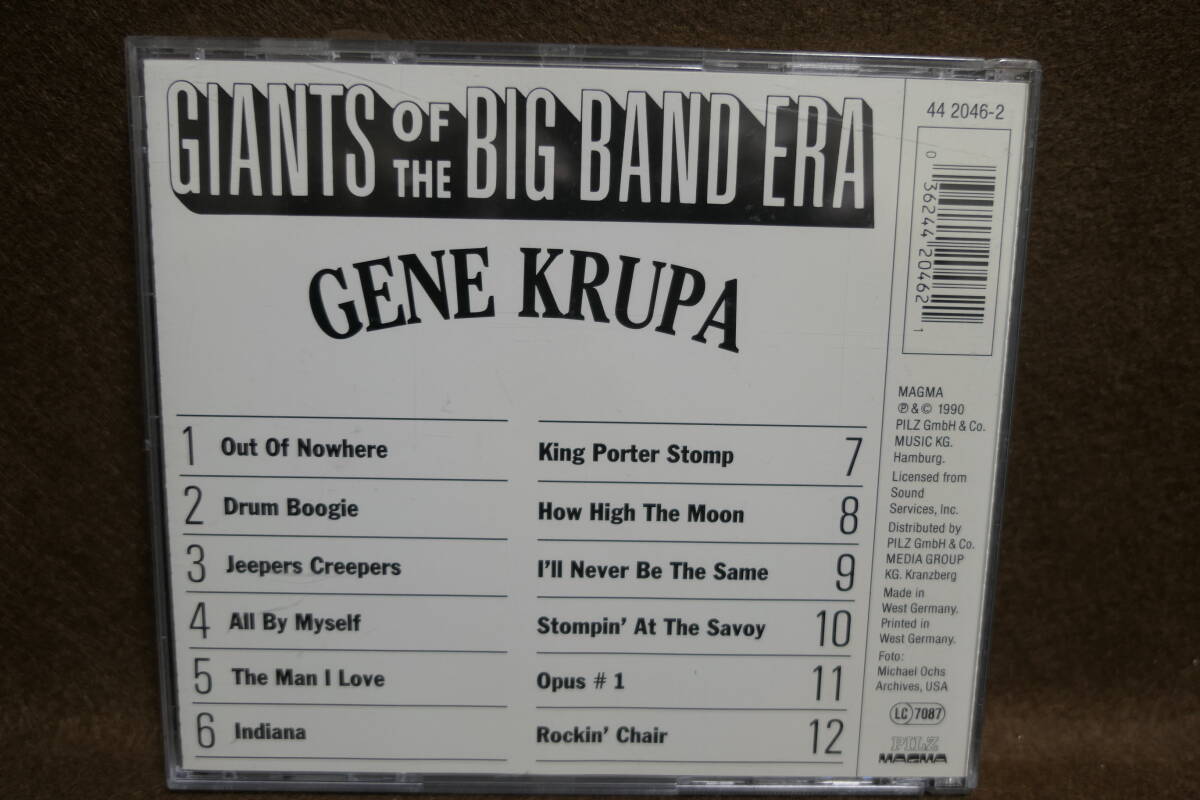 GIANTS OF THE BIG BAND ERA
GENE KRUPA
1 Out Of Nowhere
2 Drum Boogie
3 Jeepers Creepers
4 All By Myself
5 The Man I Love
6 Indiana
King Porter Stomp 7
How High The Moon 8
I'll Never Be The Same 9
Stompin' At The Savoy 10
Opus # 1 11
Rockin' Chair 12
44 2046-2
0 36244 20462 1
MAGMA
℗ & © 1990
PILZ GmbH & Co.
MUSIC KG.
Hamburg.
Licensed from
Sound
Services, Inc.
Distributed by
PILZ GmbH & Co.
MEDIA GROUP
KG. Kranzberg
Made in
West Germany.
Printed in
West Germany.
Foto:
Michael Ochs
Archives, USA
LC 7087
PILZ
MAGMA